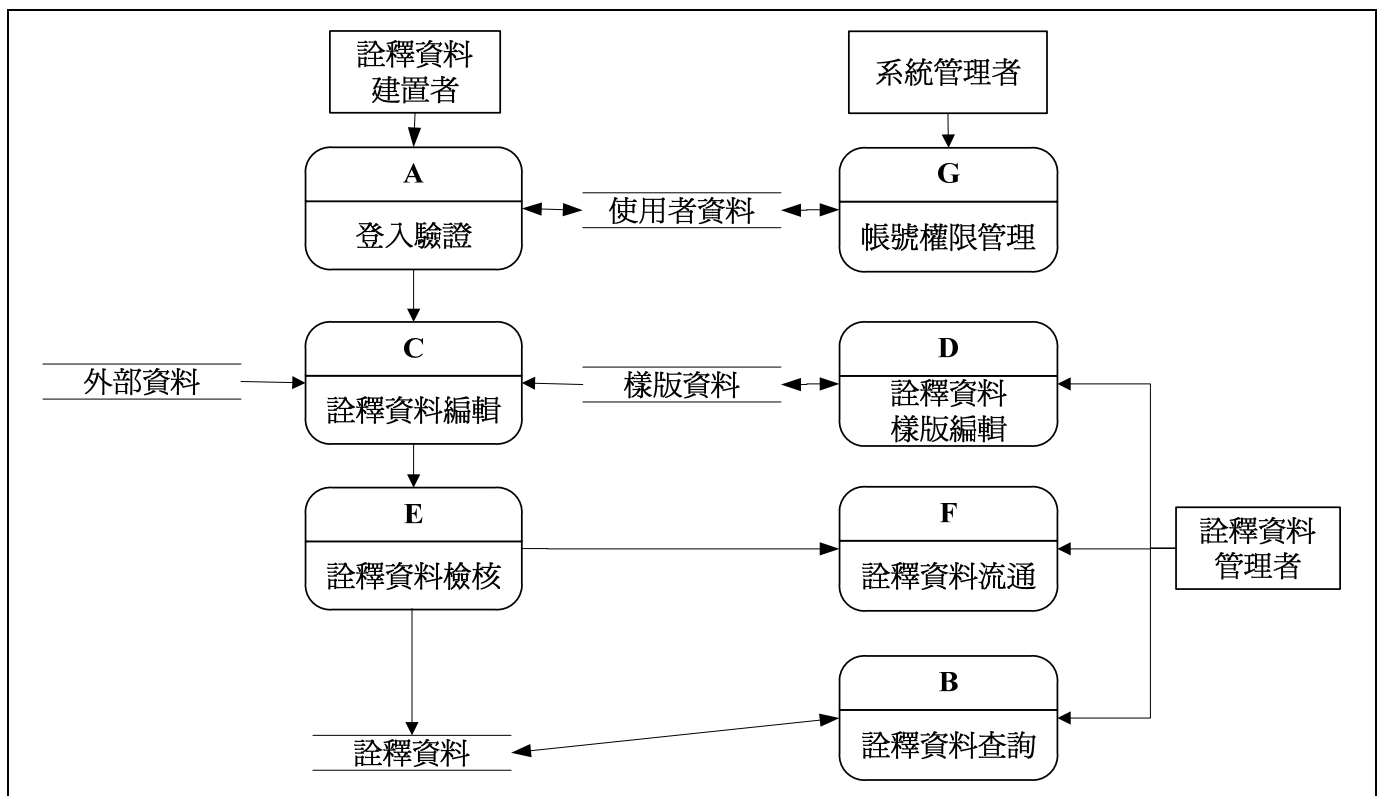 詮釋資料
建置者
系統管理者
A
登入驗證
使用者資料
G
帳號權限管理
外部資料
C
詮釋資料編輯
樣版資料
D
詮釋資料
樣版編輯
E
詮釋資料檢核
F
詮釋資料流通
詮釋資料
管理者
B
詮釋資料查詢
詮釋資料